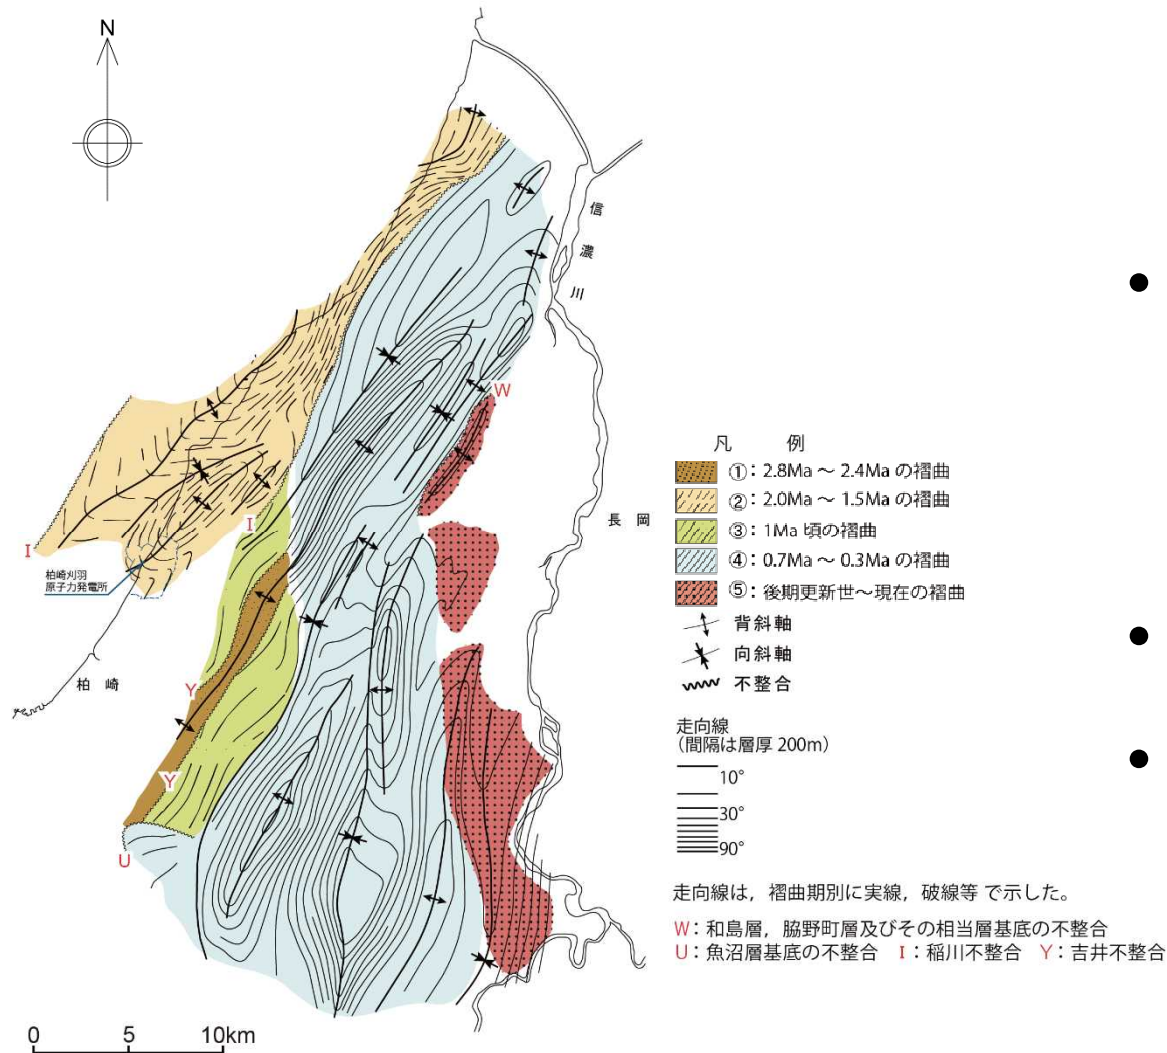 N
信
濃
川
W
I
I
柏崎刈羽
原子力発電所
長 岡
柏 崎
Y
Y
U
凡 例
①：2.8Ma ～ 2.4Ma の褶曲
②：2.0Ma～ 1.5Ma の褶曲
③：1Ma 頃の褶曲
④：0.7Ma～ 0.3Ma の褶曲
⑤：後期更新世～現在の褶曲
背斜軸
向斜軸
不整合
走向線
(間隔は層厚 200m)
10°
30°
90°
走向線は，褶曲期別に実線，破線等 で示した。
W：和島層，脇野町層及びその相当層基底の不整合
U：魚沼層基底の不整合 I：稲川不整合 Y：吉井不整合
0 5 10km